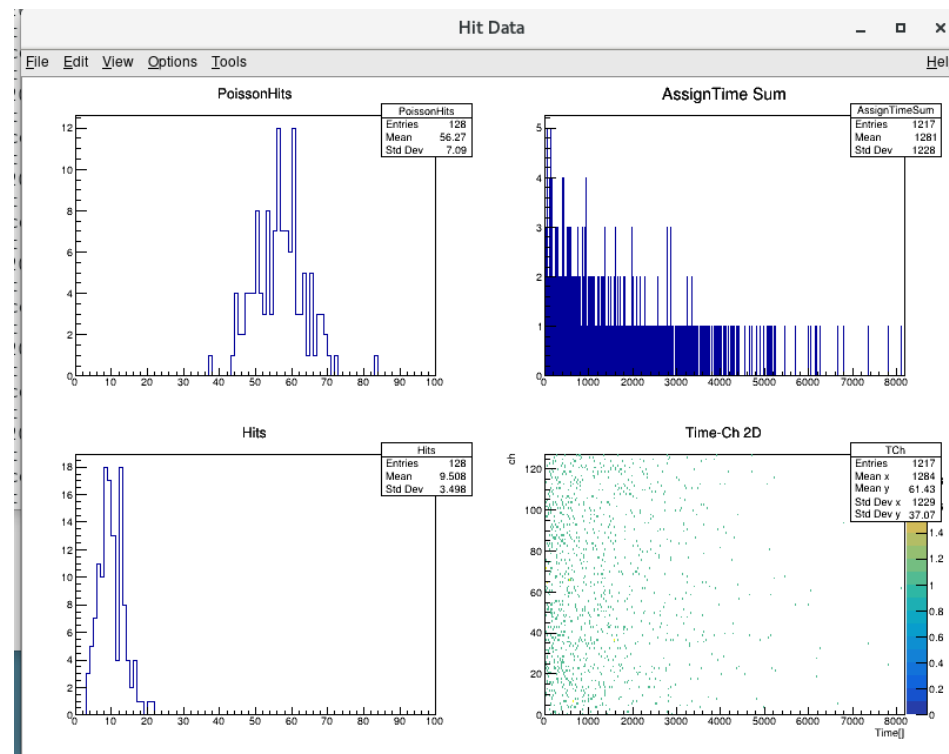 Hit Data
File Edit View Options Tools Hel
PoissonHits
PoissonHits
Entries 128
Mean 56.27
Std Dev 7.09
12
10
8
6
4
2
0
0 10 20 30 40 50 60 70 80 90 100
AssignTime Sum
AssignTimeSum
Entries 1217
Mean 1281
Std Dev 1228
5
4
3
2
1
0
0 1000 2000 3000 4000 5000 6000 7000 8000
Hits
Hits
Entries 128
Mean 9.508
Std Dev 3.498
18
16
14
12
10
8
6
4
2
0
0 10 20 30 40 50 60 70 80 90 100
Time-Ch 2D
TCh
Entries 1217
Mean x 1284
Mean y 61.43
Std Dev x 1229
Std Dev y 37.07
ch
120
100
80
60
40
20
0
0 1000 2000 3000 4000 5000 6000 7000 8000
Time[]
1.4
1.2
1
0.8
0.6
0.4
0.2
0